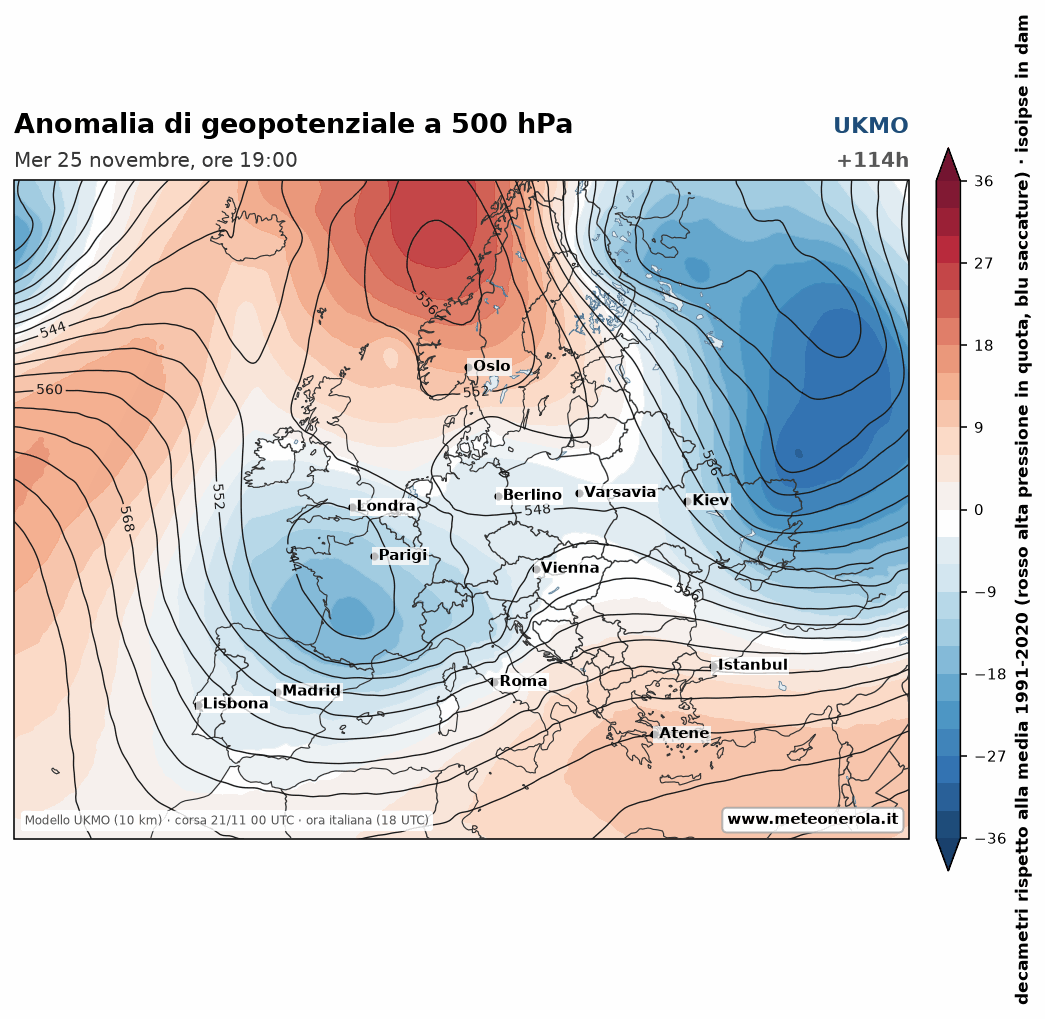 Anomalia di geopotenziale a 500 hPa
UKMO
Mer 25 novembre, ore 19:00
+114h
decametri rispetto alla media 1991-2020 (rosso alta pressione in quota, blu saccature) · isoipse in dam
36
27
18
9
0
−9
−18
−27
−36
544
556
560
Oslo
552
568
552
536
Londra
Berlino
Varsavia
Kiev
548
Parigi
544
Vienna
556
Istanbul
Roma
Madrid
Lisbona
Atene
Modello UKMO (10 km) · corsa 21/11 00 UTC · ora italiana (18 UTC)
www.meteonerola.it